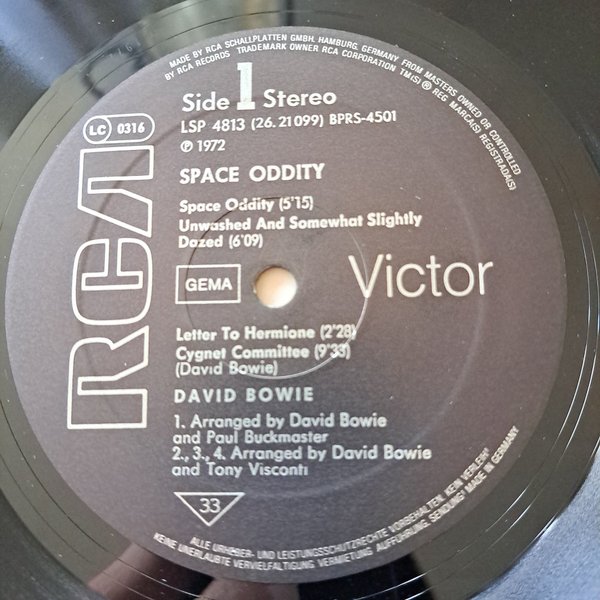 MADE BY RCA SCHALLPLATTEN GMBH, HAMBURG, GERMANY FROM MASTERS OWNED OR CONTROLLED
BY RCA RECORDS TRADEMARK OWNER RCA CORPORATION TM(S) ® REG. MARCA(S) REGISTRADA(S)
Side 1 Stereo
LC 0316
LSP 4813 (26.21099) BPRS-4501
℗ 1972
RCA
SPACE ODDITY
Space Oddity (5'15)
Unwashed And Somewhat Slightly
Dazed (6'09)
GEMA
Victor
Letter To Hermione (2'28)
Cygnet Committee (9'33)
(David Bowie)
DAVID BOWIE
1. Arranged by David Bowie
and Paul Buckmaster
2., 3., 4. Arranged by David Bowie
and Tony Visconti
33
ALLE URHEBER- UND LEISTUNGSSCHUTZRECHTE VORBEHALTEN. KEIN VERLEIH!
KEINE UNERLAUBTE VERVIELFALTIGUNG, VERMIETUNG, AUFFÜHRUNG, SENDUNG! MADE IN GERMANY